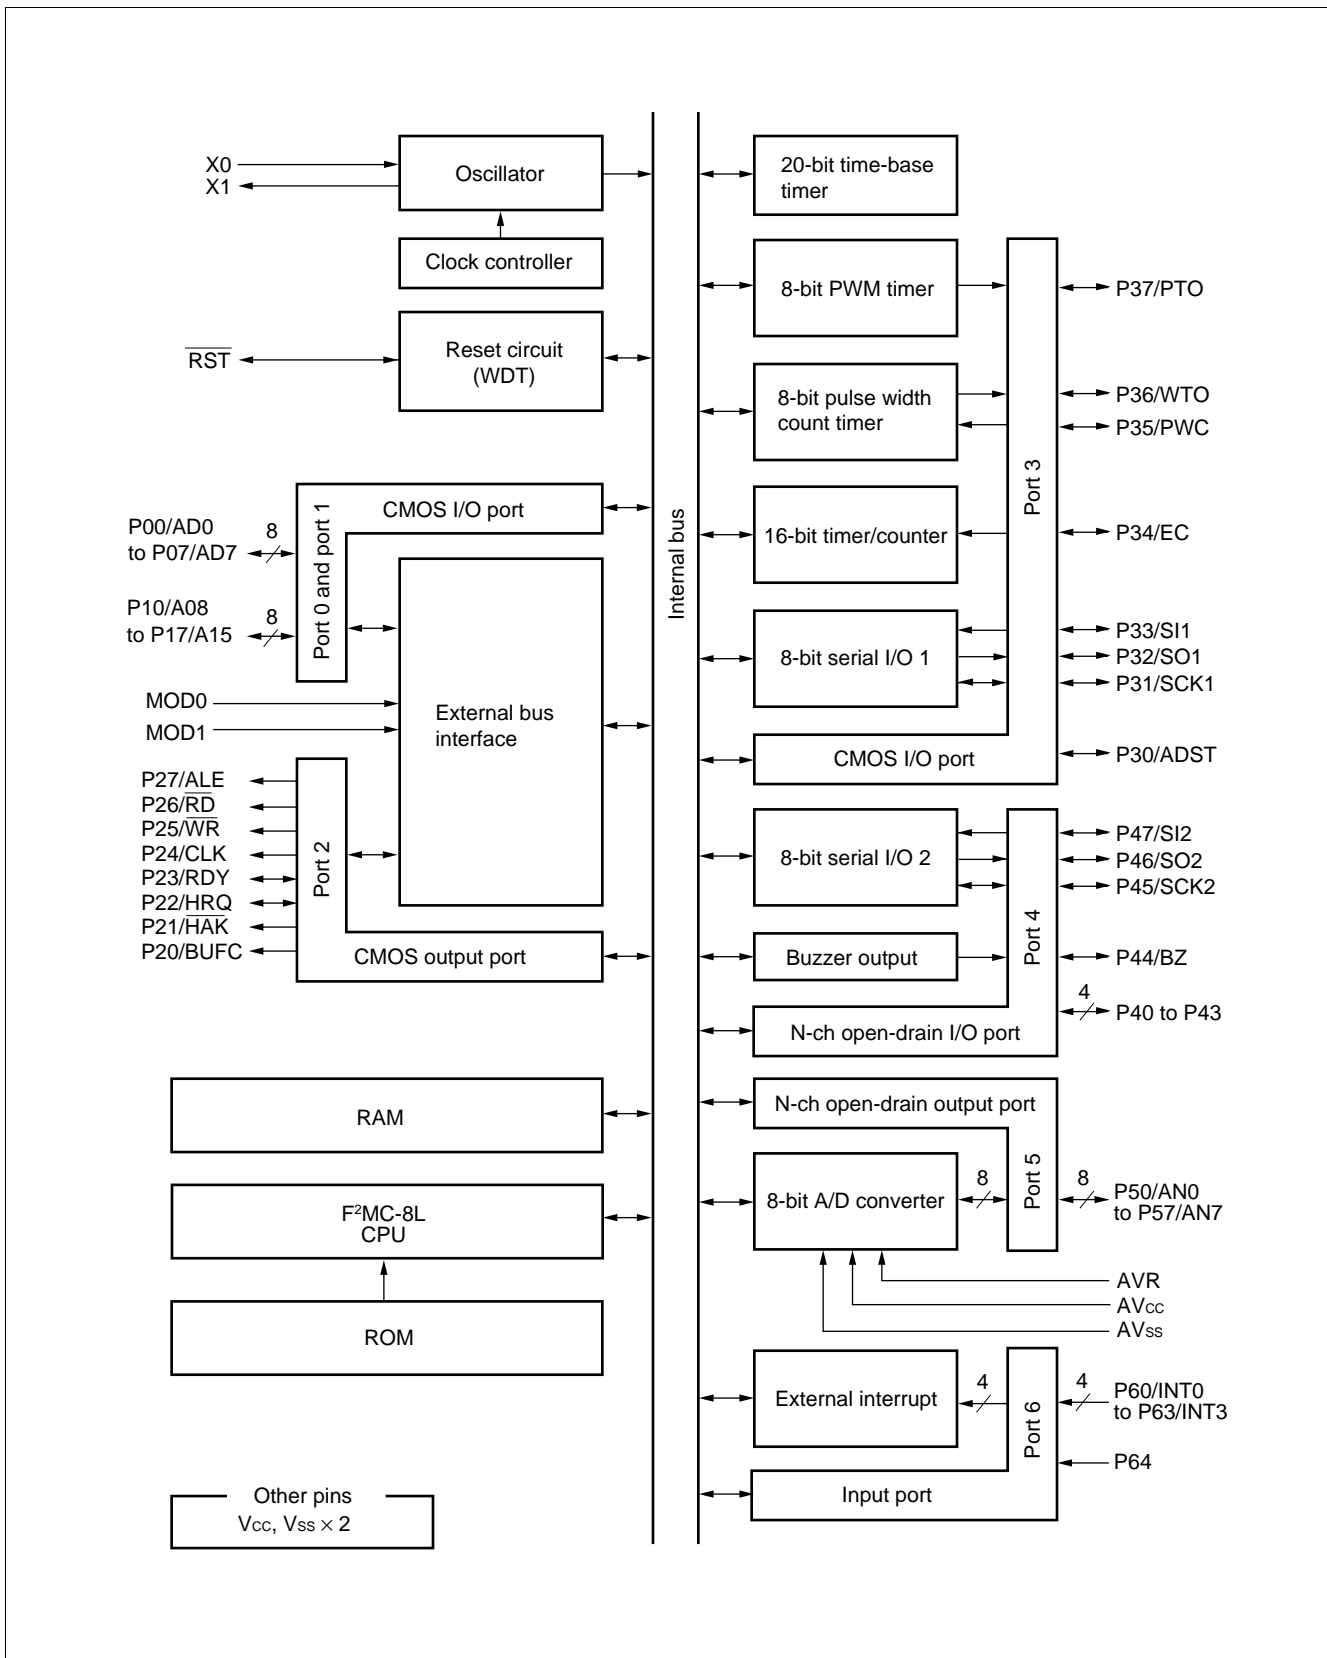 X0
X1
Oscillator
Clock controller
RST
Reset circuit
(WDT)
CMOS I/O port
Port 0 and port 1
P00/AD0
to P07/AD7
8
P10/A08
to P17/A15
8
MOD0
MOD1
External bus
interface
P27/ALE
P26/RD
P25/WR
P24/CLK
P23/RDY
P22/HRQ
P21/HAK
P20/BUFC
Port 2
CMOS output port
RAM
F²MC-8L
CPU
ROM
Other pins
Vcc, Vss × 2
Internal bus
20-bit time-base
timer
8-bit PWM timer
8-bit pulse width
count timer
16-bit timer/counter
8-bit serial I/O 1
CMOS I/O port
Port 3
P37/PTO
P36/WTO
P35/PWC
P34/EC
P33/SI1
P32/SO1
P31/SCK1
P30/ADST
8-bit serial I/O 2
Buzzer output
N-ch open-drain I/O port
Port 4
P47/SI2
P46/SO2
P45/SCK2
P44/BZ
4
P40 to P43
N-ch open-drain output port
8-bit A/D converter
8
Port 5
8
P50/AN0
to P57/AN7
AVR
AVcc
AVss
External interrupt
4
Port 6
4
P60/INT0
to P63/INT3
P64
Input port